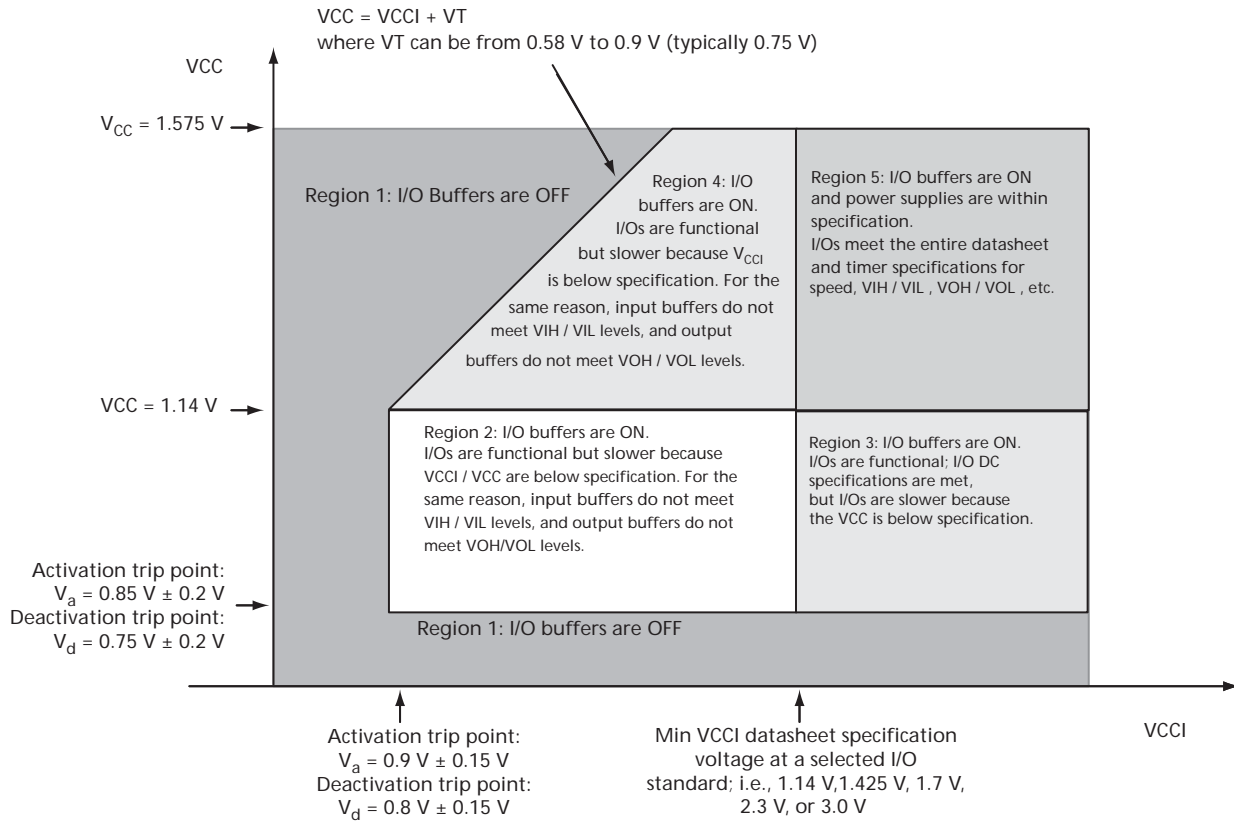 VCC = VCCI + VT
where VT can be from 0.58 V to 0.9 V (typically 0.75 V)
VCC
VCC = 1.575 V
Region 1: I/O Buffers are OFF
Region 4: I/O
buffers are ON.
I/Os are functional
but slower because VCCI
is below specification. For the
same reason, input buffers do not
meet VIH / VIL levels, and output
buffers do not meet VOH / VOL levels.
Region 5: I/O buffers are ON
and power supplies are within
specification.
I/Os meet the entire datasheet
and timer specifications for
speed, VIH / VIL , VOH / VOL , etc.
VCC = 1.14 V
Region 2: I/O buffers are ON.
I/Os are functional but slower because
VCCI / VCC are below specification. For the
same reason, input buffers do not meet
VIH / VIL levels, and output buffers do not
meet VOH/VOL levels.
Region 3: I/O buffers are ON.
I/Os are functional; I/O DC
specifications are met,
but I/Os are slower because
the VCC is below specification.
Activation trip point:
Va = 0.85 V ± 0.2 V
Deactivation trip point:
Vd = 0.75 V ± 0.2 V
Region 1: I/O buffers are OFF
Activation trip point:
Va = 0.9 V ± 0.15 V
Deactivation trip point:
Vd = 0.8 V ± 0.15 V
Min VCCI datasheet specification
voltage at a selected I/O
standard; i.e., 1.14 V,1.425 V, 1.7 V,
2.3 V, or 3.0 V
VCCI